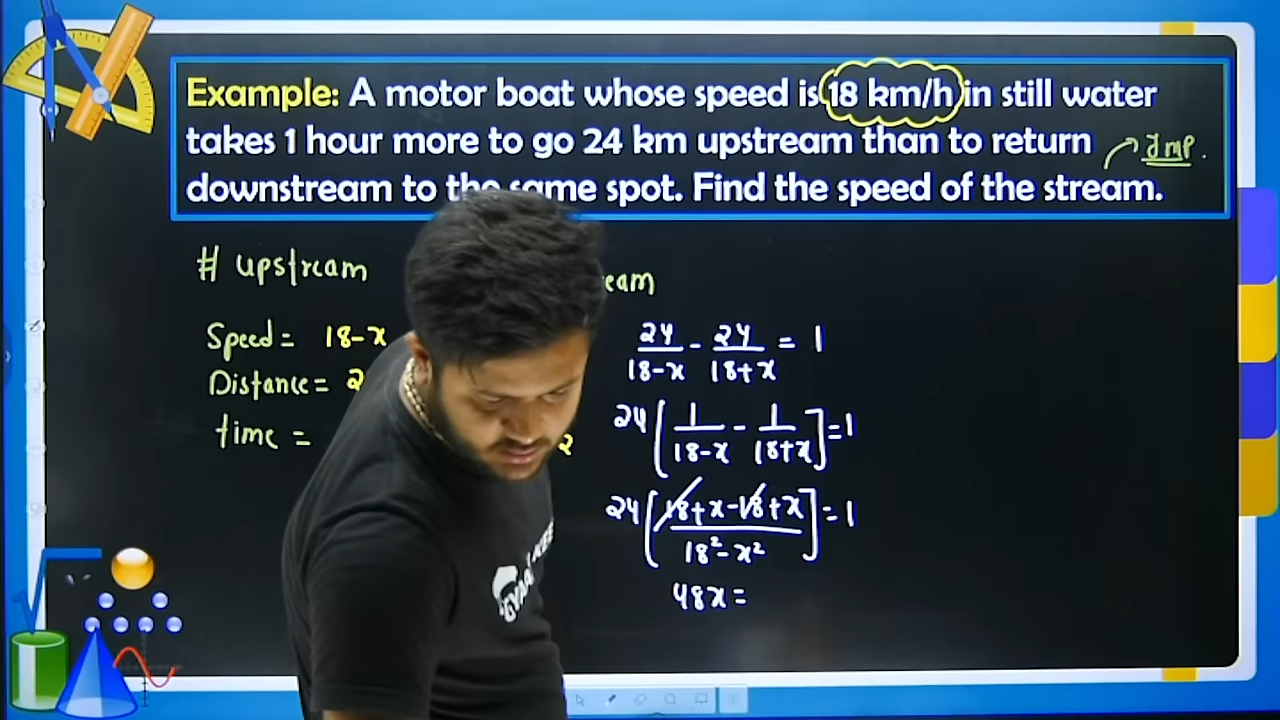 Example: A motor boat whose speed is 18 km/h in still water
takes 1 hour more to go 24 km upstream than to return
downstream to the same spot. Find the speed of the stream.
Imp.
# Upstream
eam
Speed = 18-x
Distance = 2
time =
2
24/18-x - 24/18+x = 1
24[1/18-x - 1/18+x]=1
24[18+x-18+x/18²-x²]=1
48x=